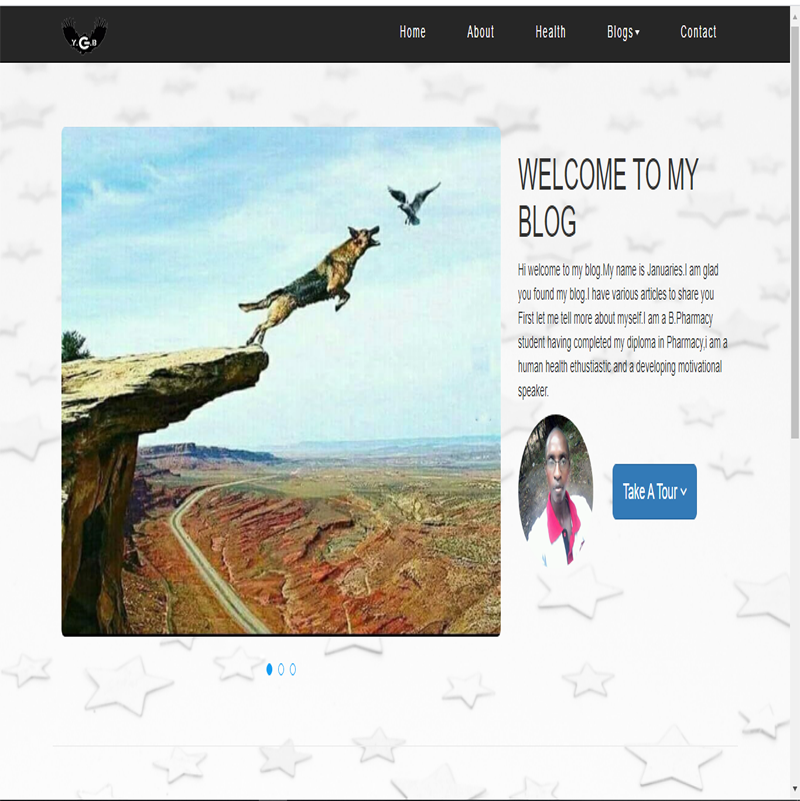 Y G B
Home About Health Blogs▾ Contact
WELCOME TO MY
BLOG
Hi welcome to my blog.My name is Januaries.I am glad
you found my blog.I have various articles to share you
First let me tell more about myself.I am a B.Pharmacy
student having completed my diploma in Pharmacy,i am a
human health ethustiastic and a developing motivational
speaker.
Take A Tour